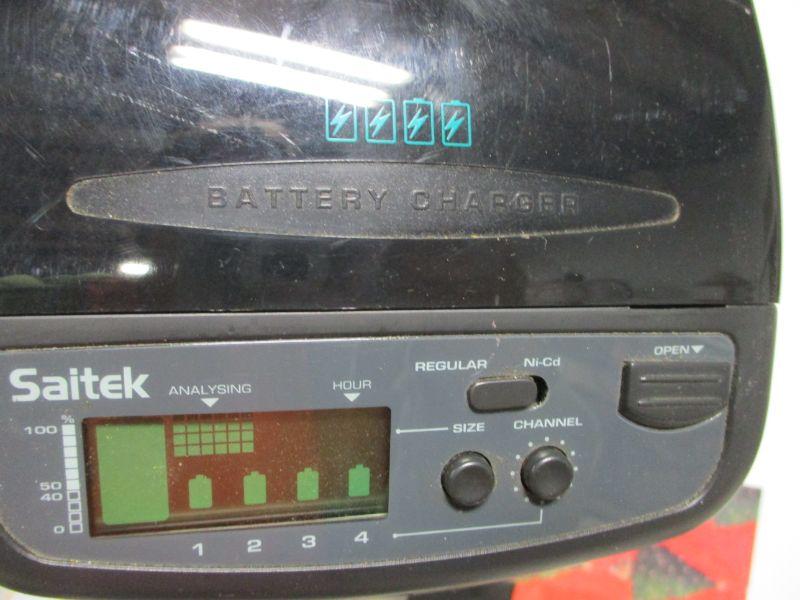 BATTERY CHARGER
REGULAR Ni-Cd
OPEN
Saitek
ANALYSING HOUR
SIZE CHANNEL
%
100
50
40
0
1 2 3 4